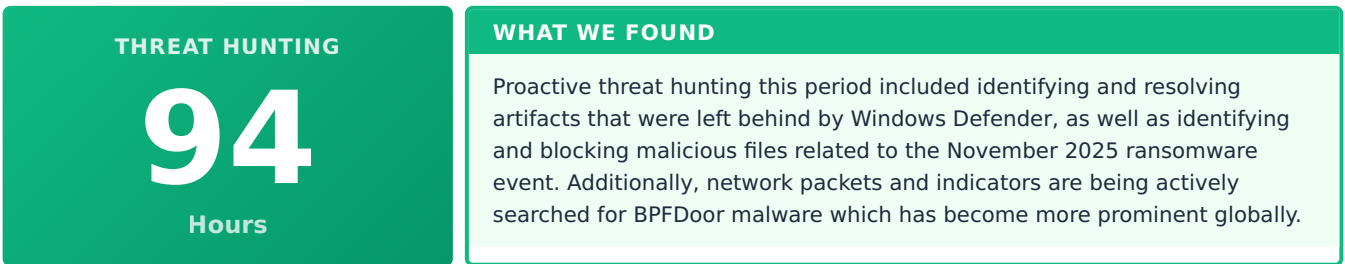 THREAT HUNTING
94
Hours
WHAT WE FOUND
Proactive threat hunting this period included identifying and resolving
artifacts that were left behind by Windows Defender, as well as identifying
and blocking malicious files related to the November 2025 ransomware
event. Additionally, network packets and indicators are being actively
searched for BPFDoor malware which has become more prominent globally.